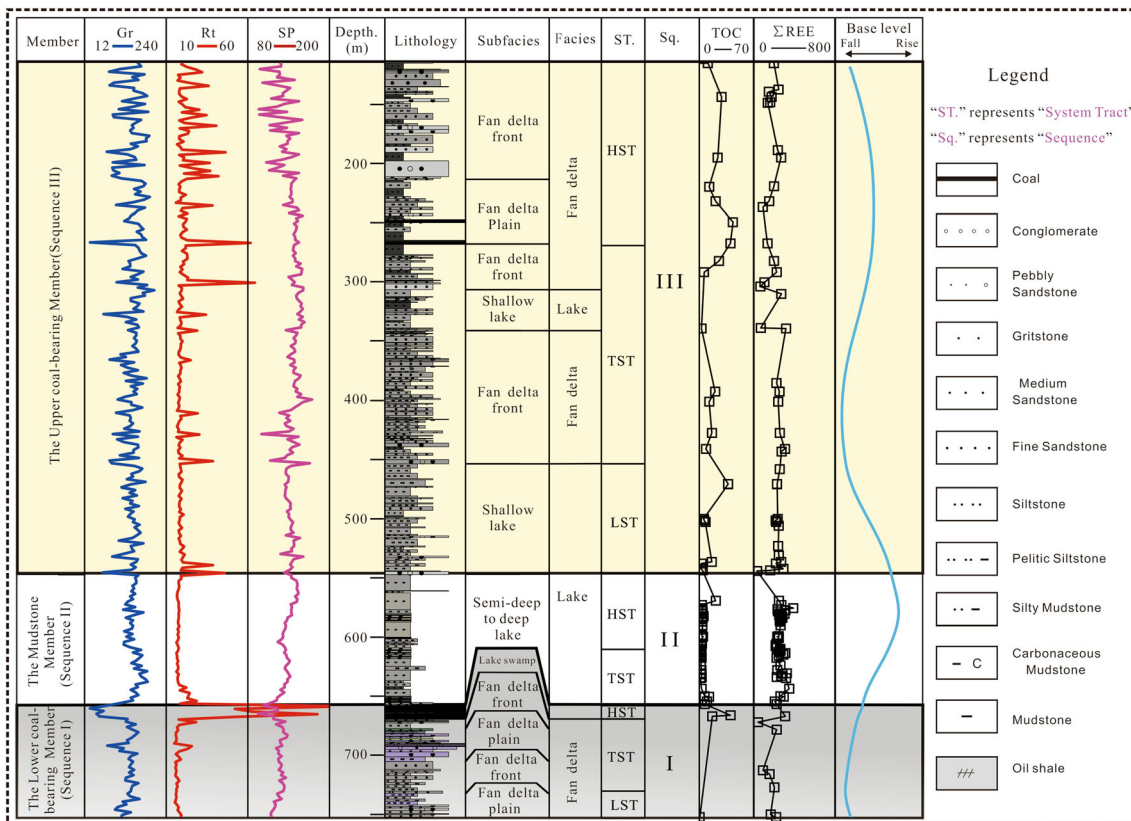 Member
Gr
12 240
Rt
10 60
SP
80 200
Depth.
(m)
Lithology
Subfacies
Facies
ST.
Sq.
TOC
0 70
ΣREE
0 800
Base level
Fall Rise
The Upper coal-bearing Member(Sequence III)
The Mudstone
Member
(Sequence II)
The Lower coal-
bearing Member
(Sequence I)
200
300
400
500
600
700
Fan delta
front
Fan delta
Plain
Fan delta
front
Shallow
lake
Fan delta
front
Shallow
lake
Semi-deep
to deep
lake
Lake swamp
Fan delta
front
Fan delta
plain
Fan delta
front
Fan delta
plain
Fan delta
Lake
Fan delta
Lake
Fan delta
HST
TST
LST
HST
TST
HST
TST
LST
III
II
I
Legend
“ST.” represents “System Tract”
“Sq.” represents “Sequence”
Coal
Conglomerate
Pebbly
Sandstone
Gritstone
Medium
Sandstone
Fine Sandstone
Siltstone
Pelitic Siltstone
Silty Mudstone
C
Carbonaceous
Mudstone
Mudstone
Oil shale